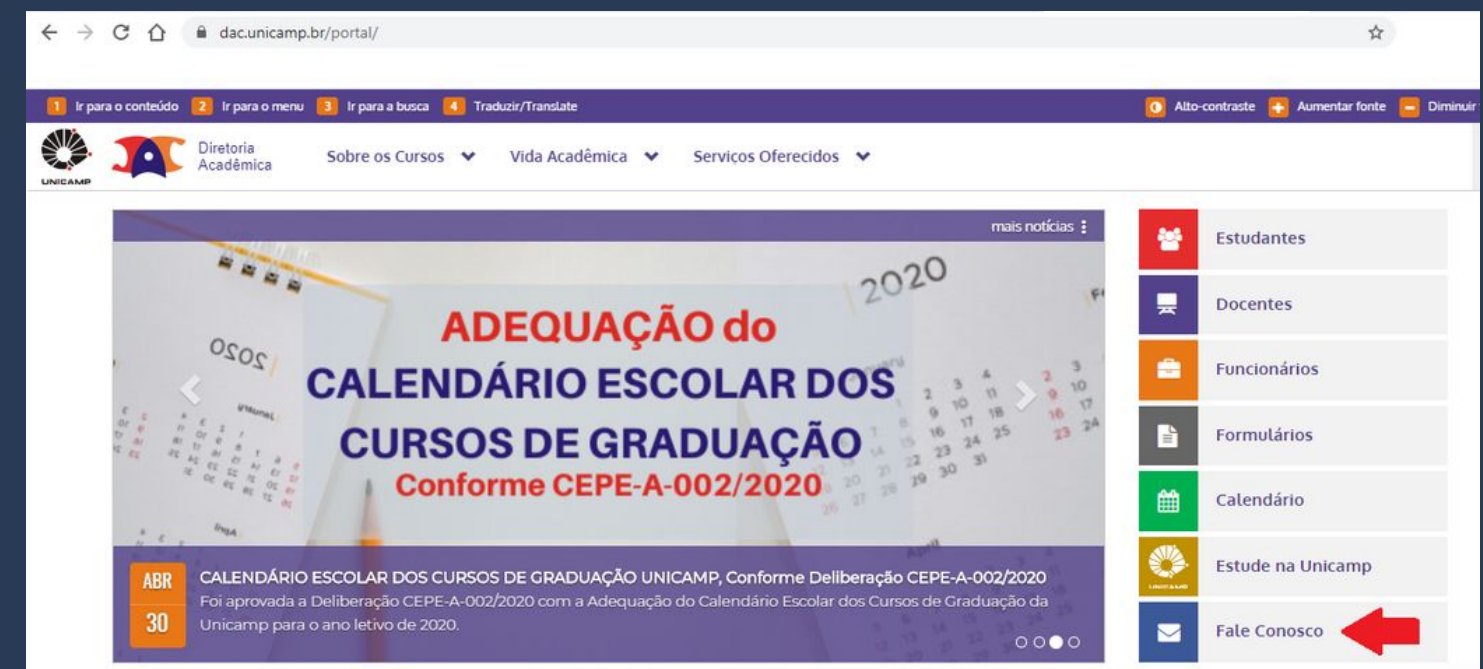 dac.unicamp.br/portal/
1 Ir para o conteúdo 2 Ir para o menu 3 Ir para a busca 4 Traduzir/Translate Alto-contraste Aumentar fonte Diminuir
UNICAMP
Diretoria
Acadêmica
Sobre os Cursos Vida Acadêmica Serviços Oferecidos
mais notícias
2020
2020
ADEQUAÇÃO do
CALENDÁRIO ESCOLAR DOS
CURSOS DE GRADUAÇÃO
Conforme CEPE-A-002/2020
ABR
30
CALENDÁRIO ESCOLAR DOS CURSOS DE GRADUAÇÃO UNICAMP, Conforme Deliberação CEPE-A-002/2020
Foi aprovada a Deliberação CEPE-A-002/2020 com a Adequação do Calendário Escolar dos Cursos de Graduação da
Unicamp para o ano letivo de 2020.
Estudantes
Docentes
Funcionários
Formulários
Calendário
Estude na Unicamp
Fale Conosco